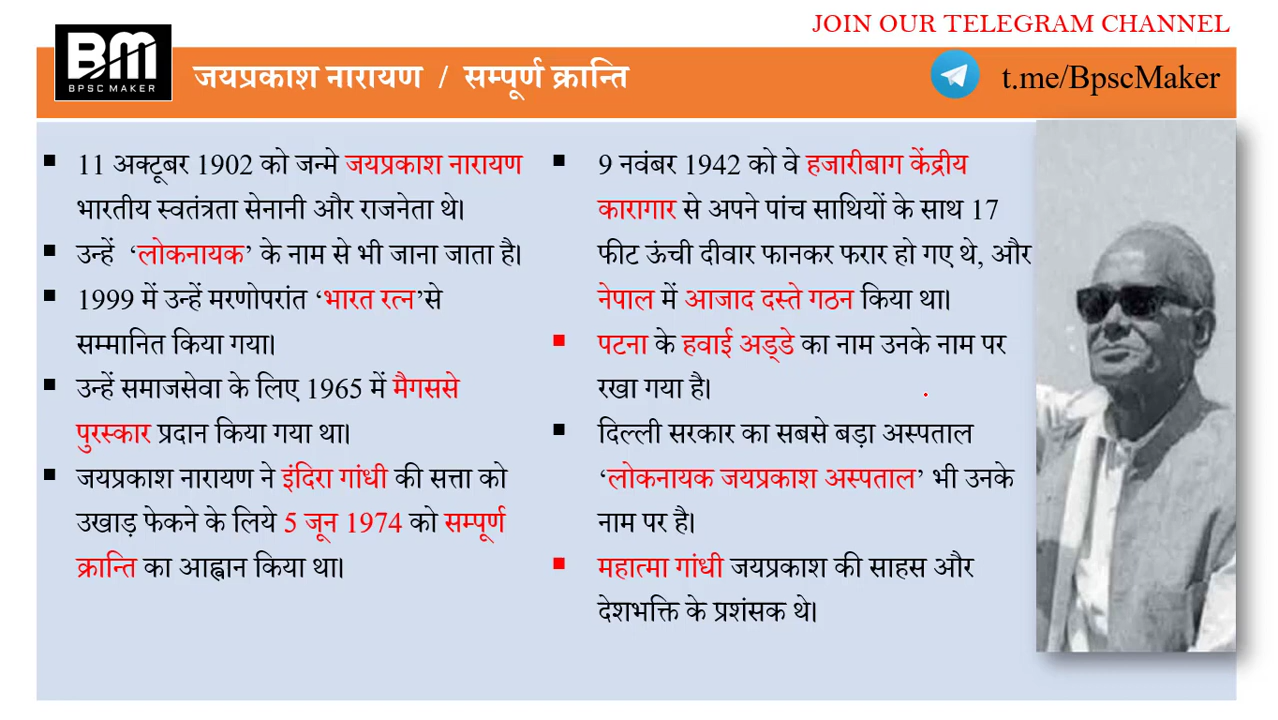 JOIN OUR TELEGRAM CHANNEL
BM
BPSC MAKER
जयप्रकाश नारायण / सम्पूर्ण क्रान्ति
t.me/BpscMaker
11 अक्टूबर 1902 को जन्मे जयप्रकाश नारायण
भारतीय स्वतंत्रता सेनानी और राजनेता थे।
उन्हें ‘लोकनायक’ के नाम से भी जाना जाता है।
1999 में उन्हें मरणोपरांत ‘भारत रत्न’से
सम्मानित किया गया।
उन्हें समाजसेवा के लिए 1965 में मैगससे
पुरस्कार प्रदान किया गया था।
जयप्रकाश नारायण ने इंदिरा गांधी की सत्ता को
उखाड़ फेकने के लिये 5 जून 1974 को सम्पूर्ण
क्रान्ति का आह्वान किया था।
9 नवंबर 1942 को वे हजारीबाग केंद्रीय
कारागार से अपने पांच साथियों के साथ 17
फीट ऊंची दीवार फानकर फरार हो गए थे, और
नेपाल में आजाद दस्ते गठन किया था।
पटना के हवाई अड्डे का नाम उनके नाम पर
रखा गया है।
दिल्ली सरकार का सबसे बड़ा अस्पताल
‘लोकनायक जयप्रकाश अस्पताल’ भी उनके
नाम पर है।
महात्मा गांधी जयप्रकाश की साहस और
देशभक्ति के प्रशंसक थे।